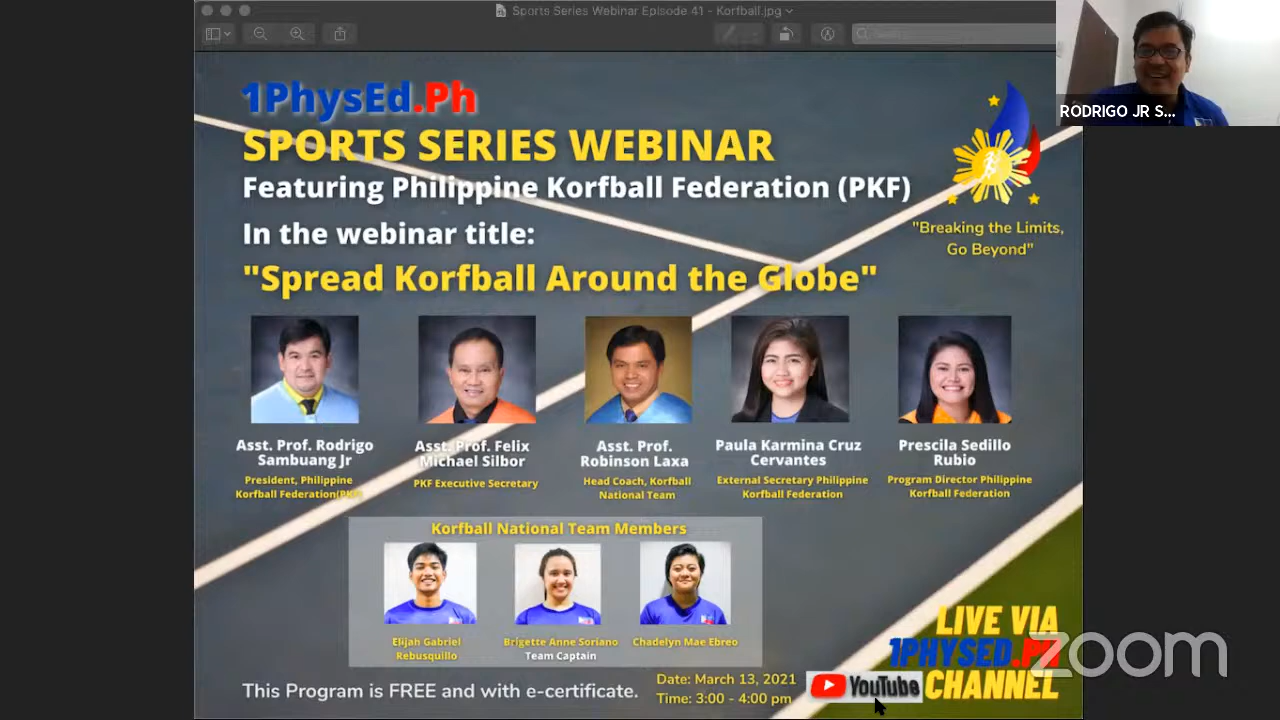 Sports Series Webinar Episode 41 - Korfball.jpg
RODRIGO JR S...
1PhysEd.Ph
SPORTS SERIES WEBINAR
Featuring Philippine Korfball Federation (PKF)
In the webinar title:
"Spread Korfball Around the Globe"
"Breaking the Limits,
Go Beyond"
Asst. Prof. Rodrigo
Sambuang Jr
President, Philippine
Korfball Federation(PKF)
Asst. Prof. Felix
Michael Silbor
PKF Executive Secretary
Asst. Prof.
Robinson Laxa
Head Coach, Korfball
National Team
Paula Karmina Cruz
Cervantes
External Secretary Philippine
Korfball Federation
Prescila Sedillo
Rubio
Program Director Philippine
Korfball Federation
Korfball National Team Members
Elijah Gabriel
Rebusquillo
Brigette Anne Soriano
Team Captain
Chadelyn Mae Ebreo
This Program is FREE and with e-certificate.
Date: March 13, 2021
Time: 3:00 - 4:00 pm
LIVE VIA
1PHYSED.PH
YouTube CHANNEL
zoom